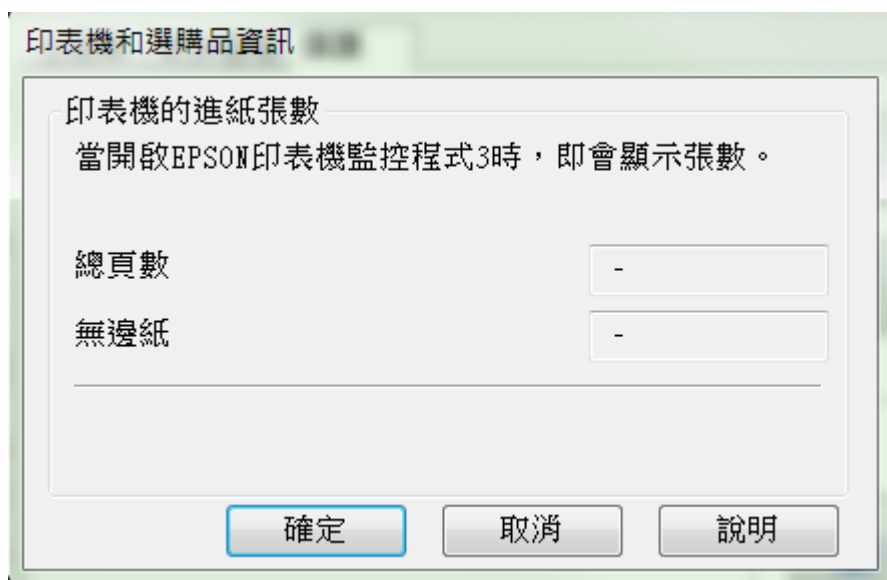 印表機和選購品資訊
印表機的進紙張數
當開啟EPSON印表機監控程式3時，即會顯示張數。
總頁數 -
無邊紙 -
確定 取消 說明